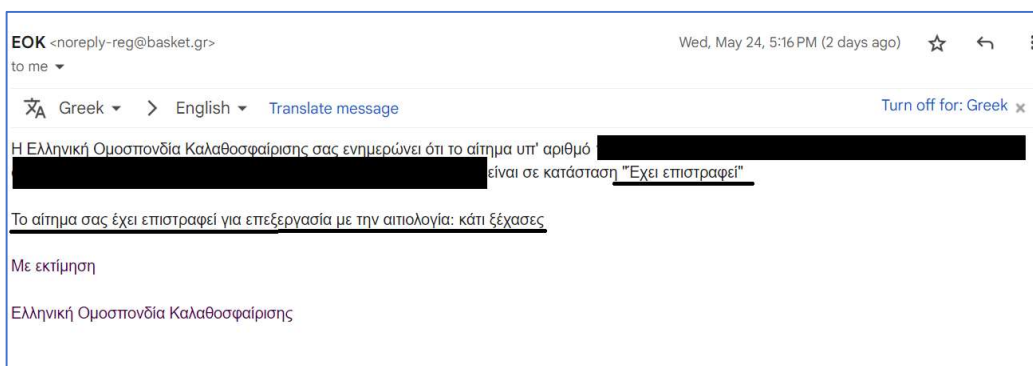 EOK <noreply-reg@basket.gr>
Wed, May 24, 5:16 PM (2 days ago)
to me
Greek > English Translate message
Turn off for: Greek ×
Η Ελληνική Ομοσπονδία Καλαθοσφαίρισης σας ενημερώνει ότι το αίτημα υπ' αριθμό
είναι σε κατάσταση "Έχει επιστραφεί"
Το αίτημα σας έχει επιστραφεί για επεξεργασία με την αιτιολογία: κάτι ξέχασες
Με εκτίμηση
Ελληνική Ομοσπονδία Καλαθοσφαίρισης